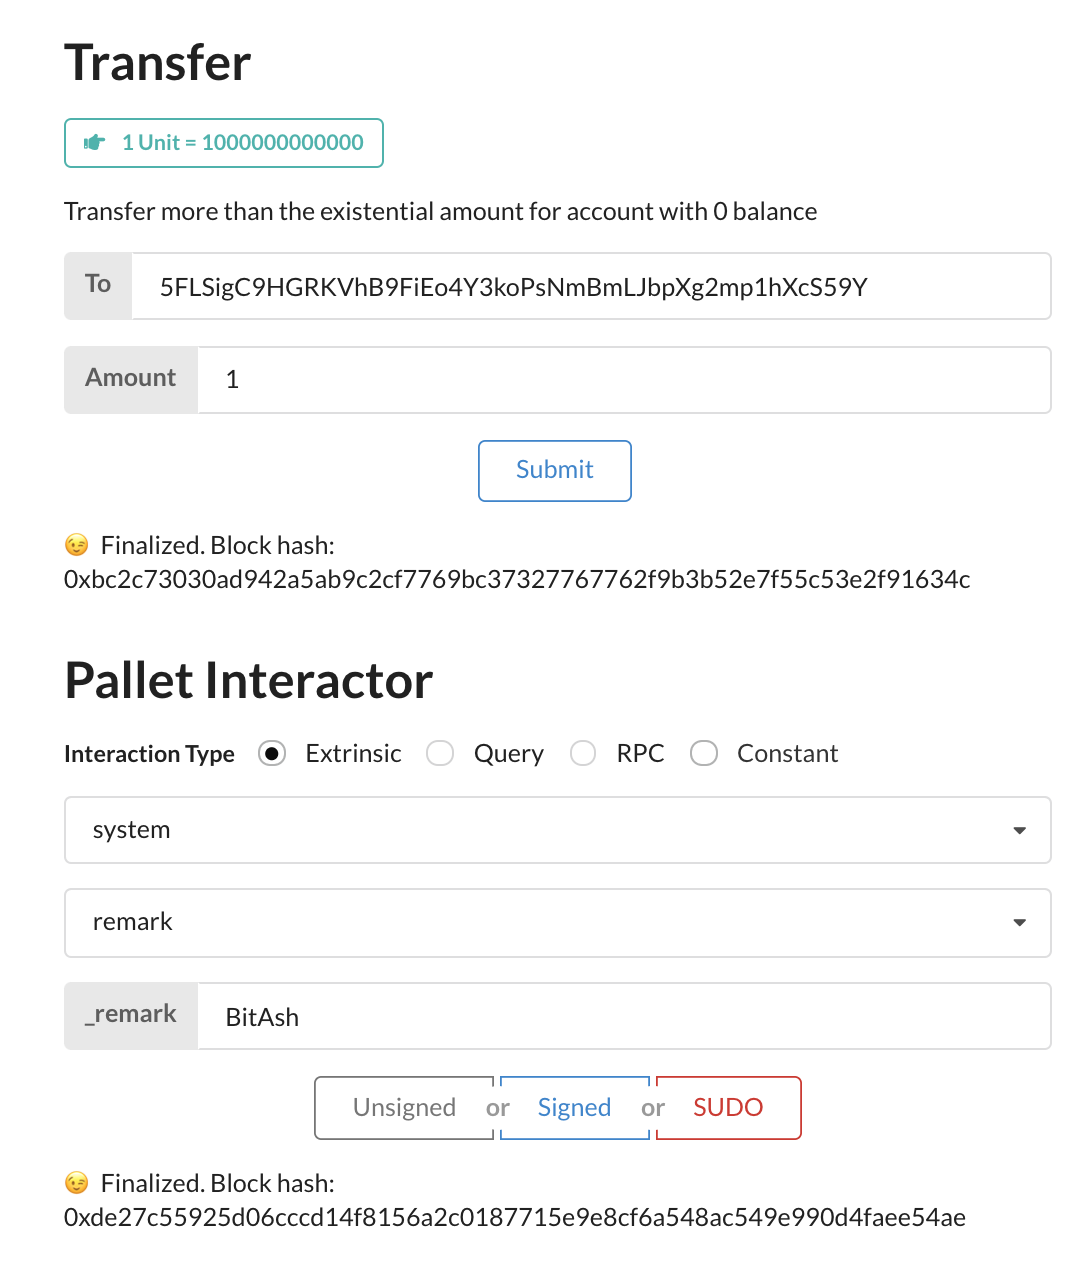 Transfer
1 Unit = 1000000000000
Transfer more than the existential amount for account with 0 balance
To 5FLSigC9HGRKVhB9FiEo4Y3koPsNmBmLJbpXg2mp1hXcS59Y
Amount 1
Submit
😉 Finalized. Block hash:
0xbc2c73030ad942a5ab9c2cf7769bc37327767762f9b3b52e7f55c53e2f91634c
Pallet Interactor
Interaction Type Extrinsic Query RPC Constant
system
remark
_remark BitAsh
Unsigned or Signed or SUDO
😉 Finalized. Block hash:
0xde27c55925d06cccd14f8156a2c0187715e9e8cf6a548ac549e990d4faee54ae